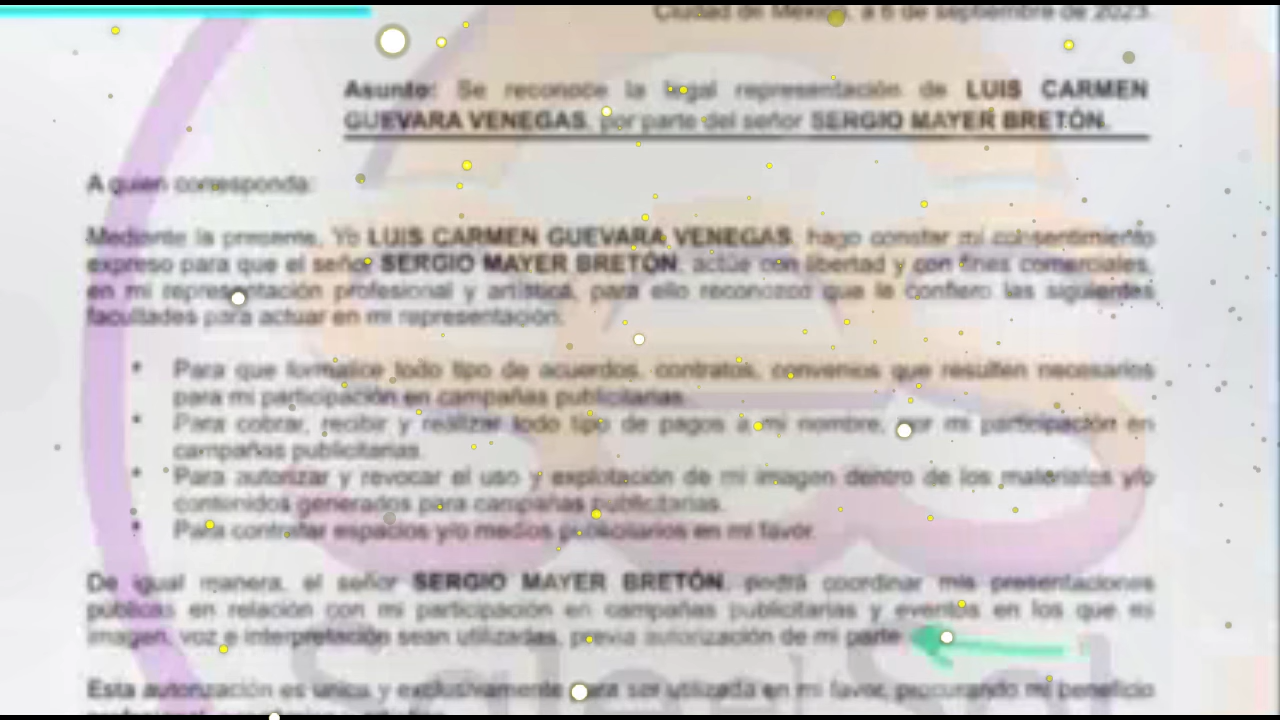 Ciudad de México, a 6 de septiembre de 2023.
Asunto: Se reconoce la legal representación de LUIS CARMEN
GUEVARA VENEGAS, por parte del señor SERGIO MAYER BRETÓN.
A quien corresponda:
Mediante la presente, Yo LUIS CARMEN GUEVARA VENEGAS, hago constar mi consentimiento
expreso para que el señor SERGIO MAYER BRETÓN, actúe con libertad y con fines comerciales,
en mi representación profesional y artística, para ello reconozco que le confiero las siguientes
facultades para actuar en mi representación:
• Para que formalice todo tipo de acuerdos, contratos, convenios que resulten necesarios
para mi participación en campañas publicitarias.
• Para cobrar, recibir y realizar todo tipo de pagos a mi nombre, por mi participación en
campañas publicitarias.
• Para autorizar y revocar el uso y explotación de mi imagen dentro de los materiales y/o
contenidos generados para campañas publicitarias.
• Para contratar espacios y/o medios publicitarios en mi favor.
De igual manera, el señor SERGIO MAYER BRETÓN, podrá coordinar mis presentaciones
públicas en relación con mi participación en campañas publicitarias y eventos en los que mi
imagen, voz e interpretación sean utilizadas, previa autorización de mi parte
Esta autorización es única y exclusivamente para ser utilizada en mi favor, procurando mi beneficio